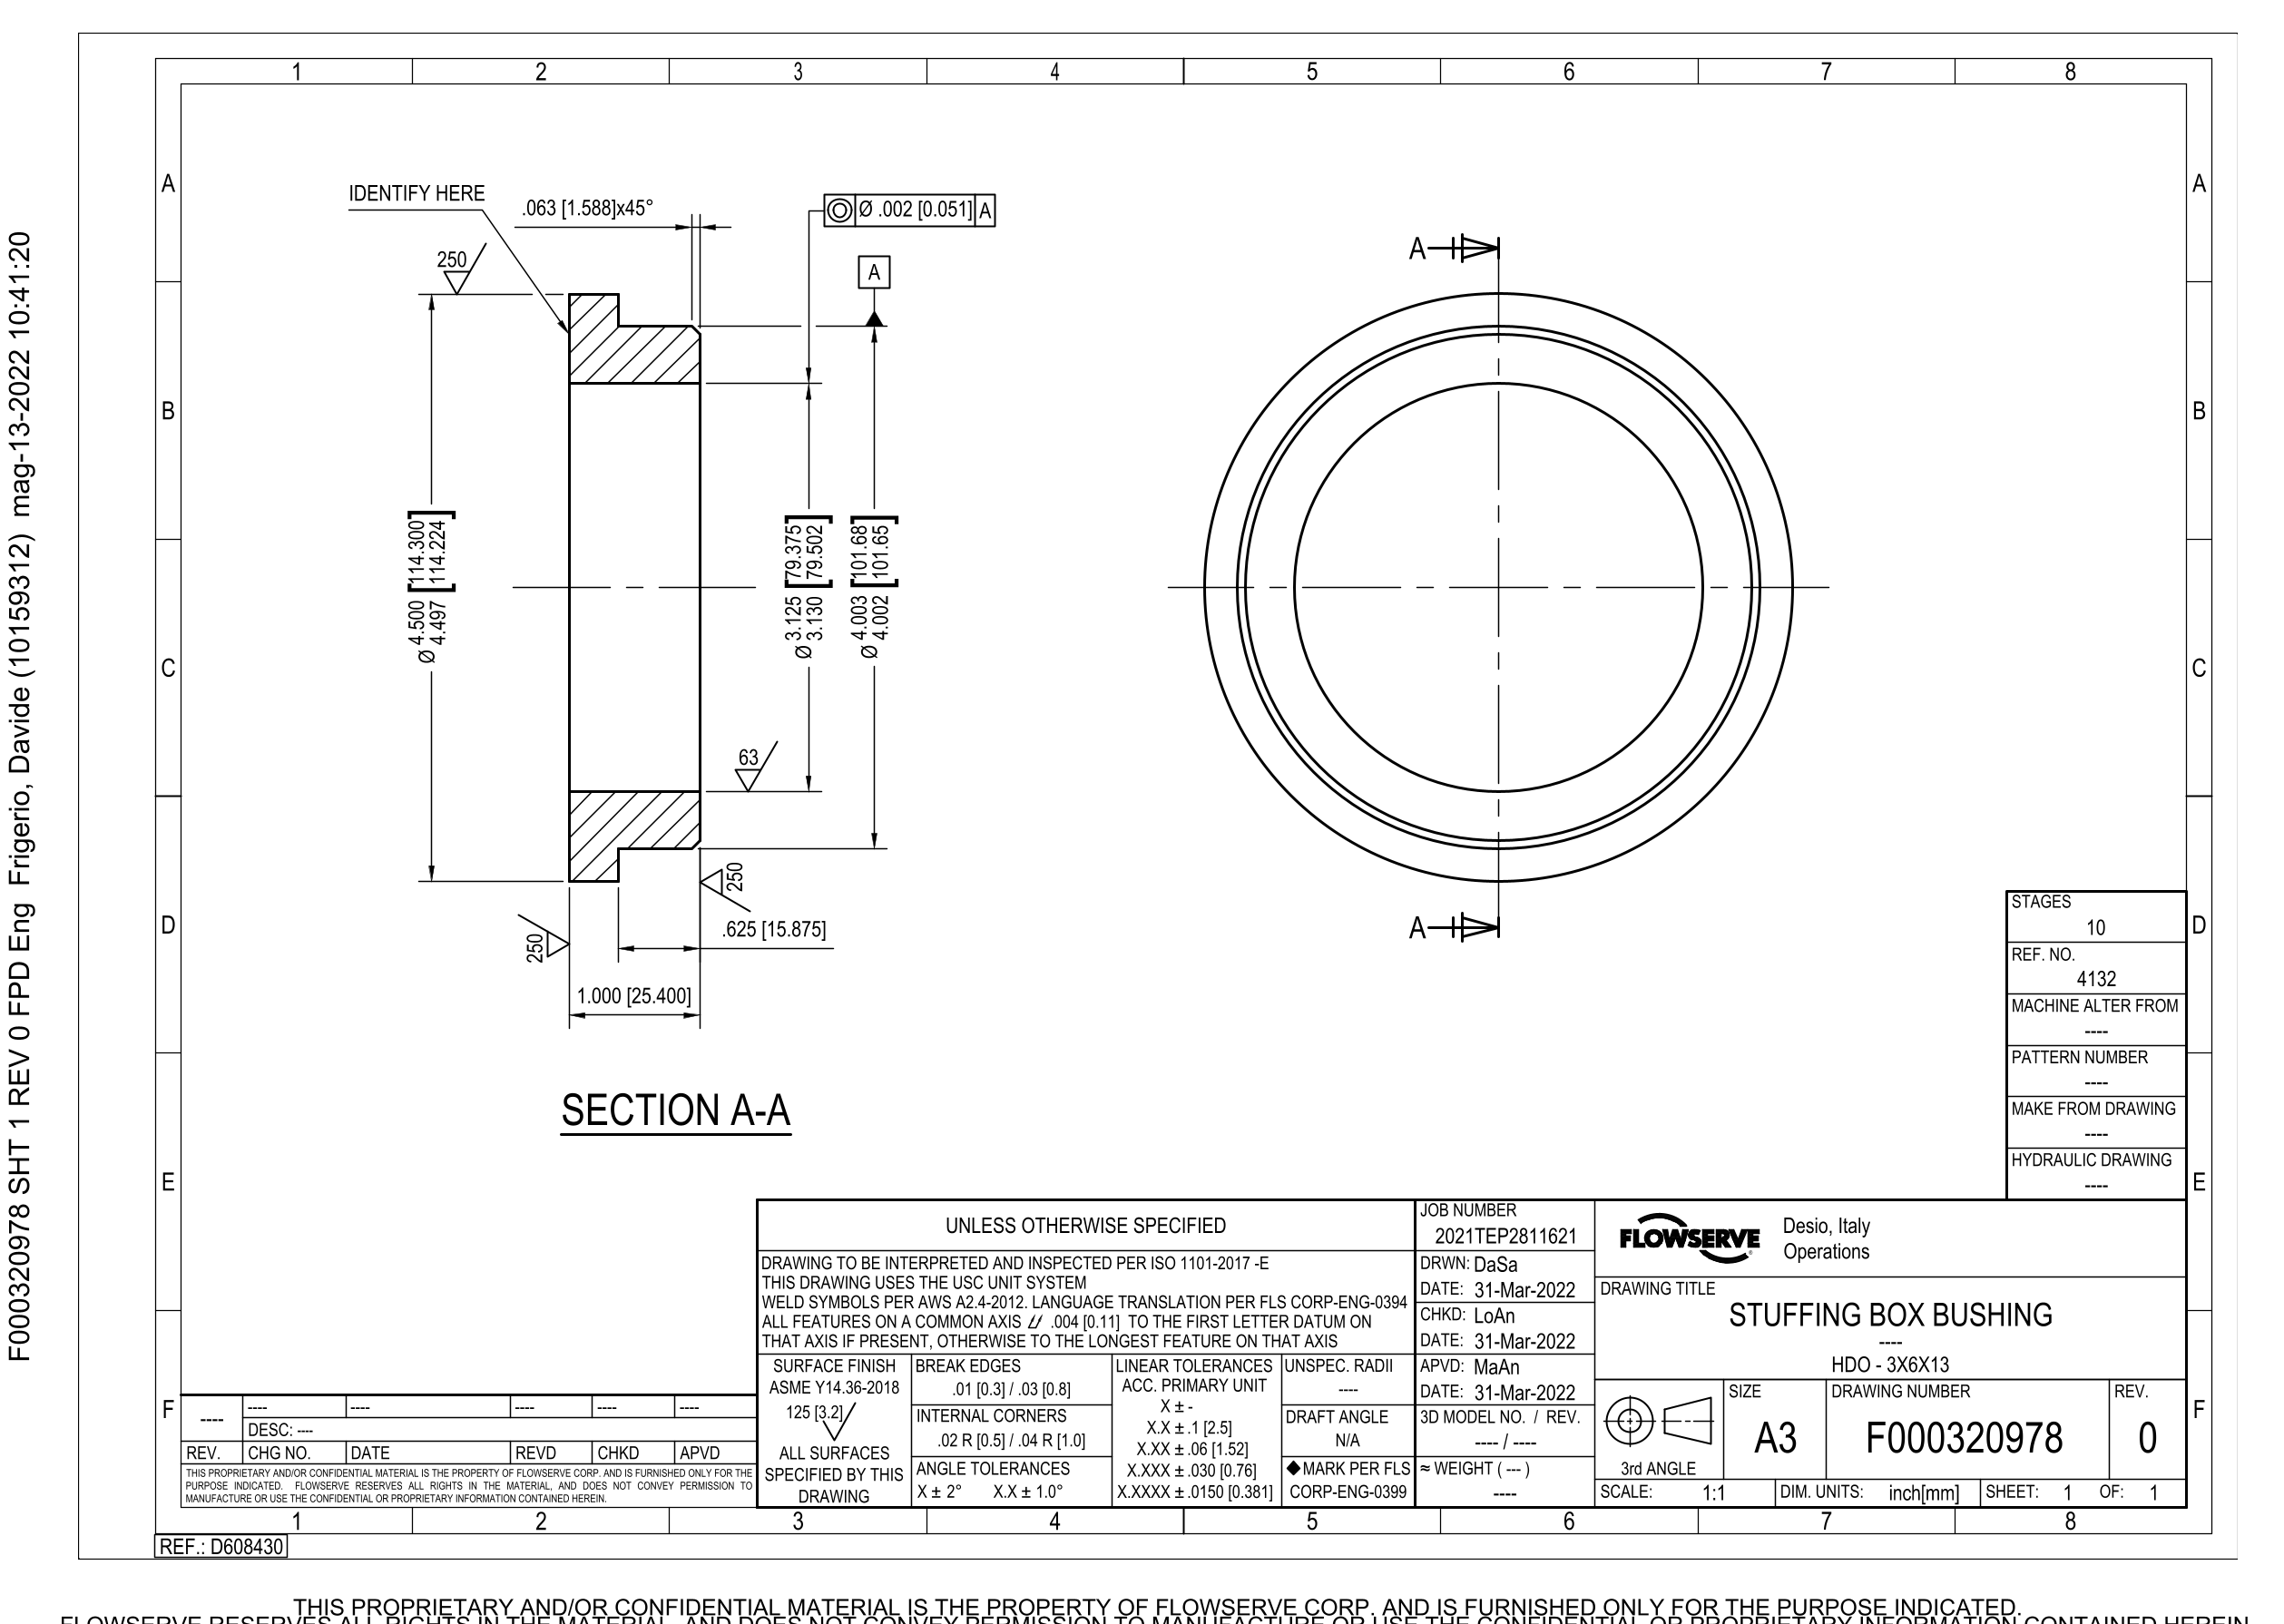 F000320978 SHT 1 REV 0 FPD Eng Frigerio, Davide (10159312) mag-13-2022 10:41:20
1 2 3 4 5 6 7 8
A A
B B
C C
D D
E E
F F
IDENTIFY HERE
.063 [1.588]x45°
Ø .002 [0.051] A
A
250
Ø 4.500 [114.300]
4.497 [114.224]
Ø 3.125 [79.375]
3.130 [79.502]
Ø 4.003 [101.68]
4.002 [101.65]
63
250
250
.625 [15.875]
1.000 [25.400]
SECTION A-A
A
A
STAGES
10
REF. NO.
4132
MACHINE ALTER FROM
----
PATTERN NUMBER
----
MAKE FROM DRAWING
----
HYDRAULIC DRAWING
----
UNLESS OTHERWISE SPECIFIED
DRAWING TO BE INTERPRETED AND INSPECTED PER ISO 1101-2017 -E
THIS DRAWING USES THE USC UNIT SYSTEM
WELD SYMBOLS PER AWS A2.4-2012. LANGUAGE TRANSLATION PER FLS CORP-ENG-0394
ALL FEATURES ON A COMMON AXIS ⌰ .004 [0.11] TO THE FIRST LETTER DATUM ON
THAT AXIS IF PRESENT, OTHERWISE TO THE LONGEST FEATURE ON THAT AXIS
SURFACE FINISH
ASME Y14.36-2018
125 [3.2]
ALL SURFACES
SPECIFIED BY THIS
DRAWING
BREAK EDGES
.01 [0.3] / .03 [0.8]
INTERNAL CORNERS
.02 R [0.5] / .04 R [1.0]
ANGLE TOLERANCES
X ± 2° X.X ± 1.0°
LINEAR TOLERANCES
ACC. PRIMARY UNIT
X ± -
X.X ± .1 [2.5]
X.XX ± .06 [1.52]
X.XXX ± .030 [0.76]
X.XXXX ± .0150 [0.381]
UNSPEC. RADII
----
DRAFT ANGLE
N/A
◆MARK PER FLS
CORP-ENG-0399
JOB NUMBER
2021TEP2811621
DRWN: DaSa
DATE: 31-Mar-2022
CHKD: LoAn
DATE: 31-Mar-2022
APVD: MaAn
DATE: 31-Mar-2022
3D MODEL NO. / REV.
---- / ----
≈ WEIGHT ( --- )
----
FLOWSERVE
Desio, Italy
Operations
DRAWING TITLE
STUFFING BOX BUSHING
----
HDO - 3X6X13
3rd ANGLE
SIZE
A3
DRAWING NUMBER
F000320978
REV.
0
SCALE: 1:1
DIM. UNITS: inch[mm]
SHEET: 1 OF: 1
---- ---- ---- ---- ---- ----
DESC: ----
REV. CHG NO. DATE REVD CHKD APVD
THIS PROPRIETARY AND/OR CONFIDENTIAL MATERIAL IS THE PROPERTY OF FLOWSERVE CORP. AND IS FURNISHED ONLY FOR THE
PURPOSE INDICATED. FLOWSERVE RESERVES ALL RIGHTS IN THE MATERIAL, AND DOES NOT CONVEY PERMISSION TO
MANUFACTURE OR USE THE CONFIDENTIAL OR PROPRIETARY INFORMATION CONTAINED HEREIN.
1 2 3 4 5 6 7 8
REF.: D608430
THIS PROPRIETARY AND/OR CONFIDENTIAL MATERIAL IS THE PROPERTY OF FLOWSERVE CORP. AND IS FURNISHED ONLY FOR THE PURPOSE INDICATED.
FLOWSERVE RESERVES ALL RIGHTS IN THE MATERIAL, AND DOES NOT CONVEY PERMISSION TO MANUFACTURE OR USE THE CONFIDENTIAL OR PROPRIETARY INFORMATION CONTAINED HEREIN